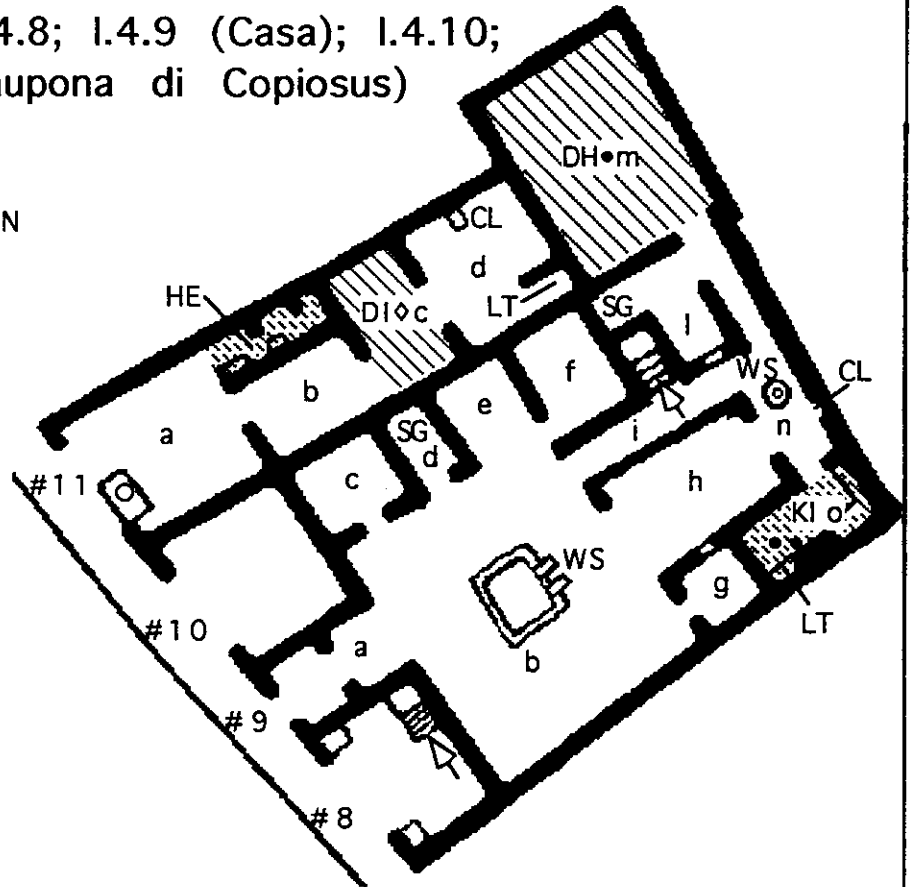 4.8; I.4.9 (Casa); I.4.10;
aupona di Copiosus)
N
DH•m
CL
d
HE
LT
DI◊c
SG
l
f
WS
CL
b
e
n
a
SG
d
i
c
h
#11
KI o
WS
g
#10
LT
a
b
#9
#8